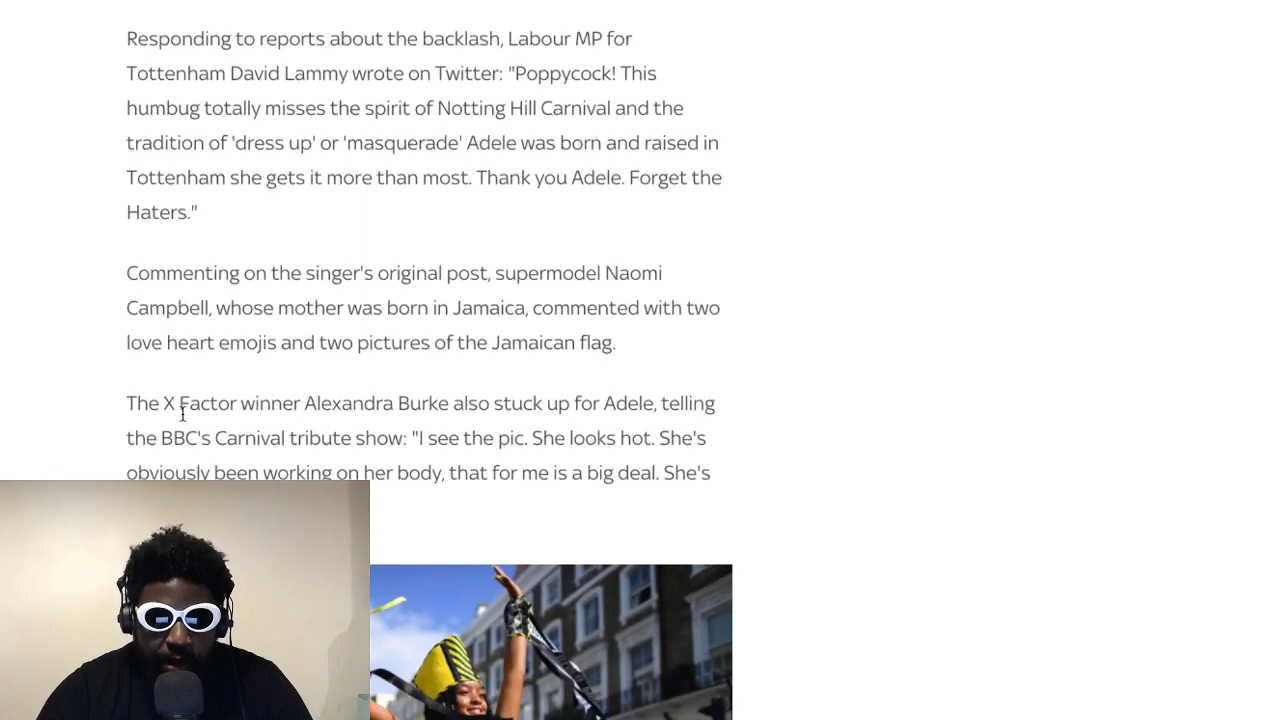 Responding to reports about the backlash, Labour MP for
Tottenham David Lammy wrote on Twitter: "Poppycock! This
humbug totally misses the spirit of Notting Hill Carnival and the
tradition of 'dress up' or 'masquerade' Adele was born and raised in
Tottenham she gets it more than most. Thank you Adele. Forget the
Haters."
Commenting on the singer's original post, supermodel Naomi
Campbell, whose mother was born in Jamaica, commented with two
love heart emojis and two pictures of the Jamaican flag.
The X Factor winner Alexandra Burke also stuck up for Adele, telling
the BBC's Carnival tribute show: "I see the pic. She looks hot. She's
obviously been working on her body, that for me is a big deal. She's